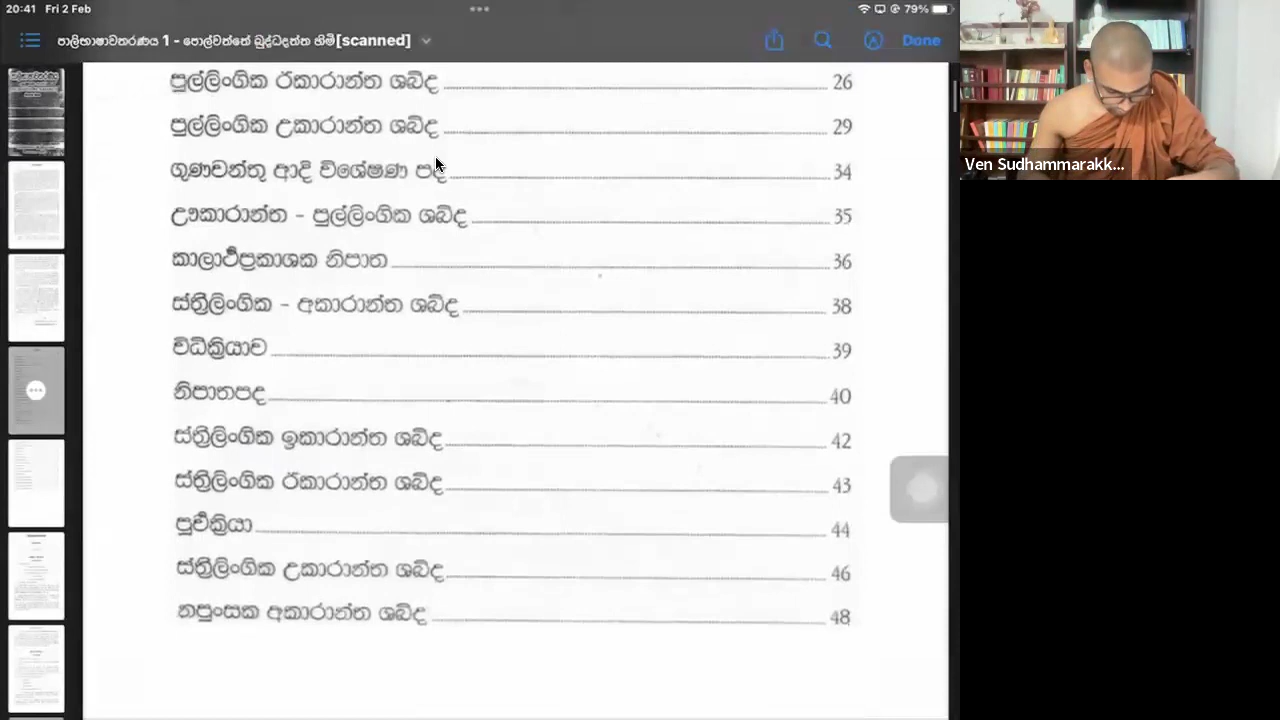 20:41 Fri 2 Feb
79%
පාලිභාෂාවතරණය 1 - පොල්වත්තේ බුද්ධදත්ත හිමි[scanned]
Done
පුල්ලිංගික ඊකාරාන්ත ශබ්ද 26
පුල්ලිංගික උකාරාන්ත ශබ්ද 29
ගුණවන්තු ආදි විශේෂණ පද 34
ඌකාරාන්ත - පුල්ලිංගික ශබ්ද 35
කාලාර්ථප්‍රකාශක නිපාත 36
ස්ත්‍රීලිංගික - අකාරාන්ත ශබ්ද 38
විධික්‍රියාව 39
නිපාතපද 40
ස්ත්‍රීලිංගික ඉකාරාන්ත ශබ්ද 42
ස්ත්‍රීලිංගික ඊකාරාන්ත ශබ්ද 43
පූර්‍වක්‍රියා 44
ස්ත්‍රීලිංගික උකාරාන්ත ශබ්ද 46
නපුංසක අකාරාන්ත ශබ්ද 48
Ven Sudhammarakk...